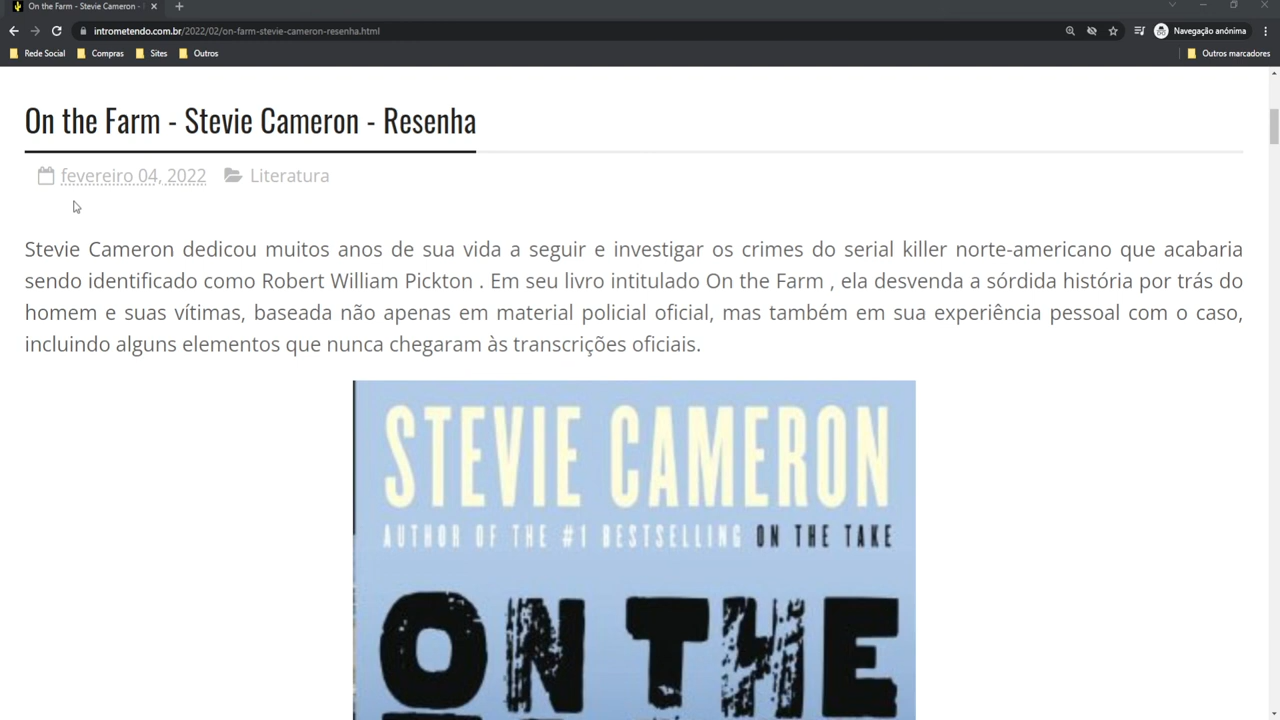 On the Farm - Stevie Cameron -
intrometendo.com.br/2022/02/on-farm-stevie-cameron-resenha.html
Navegação anónima
Rede Social Compras Sites Outros Outros marcadores
On the Farm - Stevie Cameron - Resenha
fevereiro 04, 2022 Literatura
Stevie Cameron dedicou muitos anos de sua vida a seguir e investigar os crimes do serial killer norte-americano que acabaria
sendo identificado como Robert William Pickton . Em seu livro intitulado On the Farm , ela desvenda a sórdida história por trás do
homem e suas vítimas, baseada não apenas em material policial oficial, mas também em sua experiência pessoal com o caso,
incluindo alguns elementos que nunca chegaram às transcrições oficiais.
STEVIE CAMERON
AUTHOR OF THE #1 BESTSELLING ON THE TAKE
ON THE